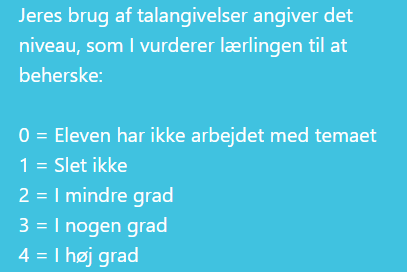 Jeres brug af talangivelser angiver det
niveau, som I vurderer lærlingen til at
beherske:
0 = Eleven har ikke arbejdet med temaet
1 = Slet ikke
2 = I mindre grad
3 = I nogen grad
4 = I høj grad